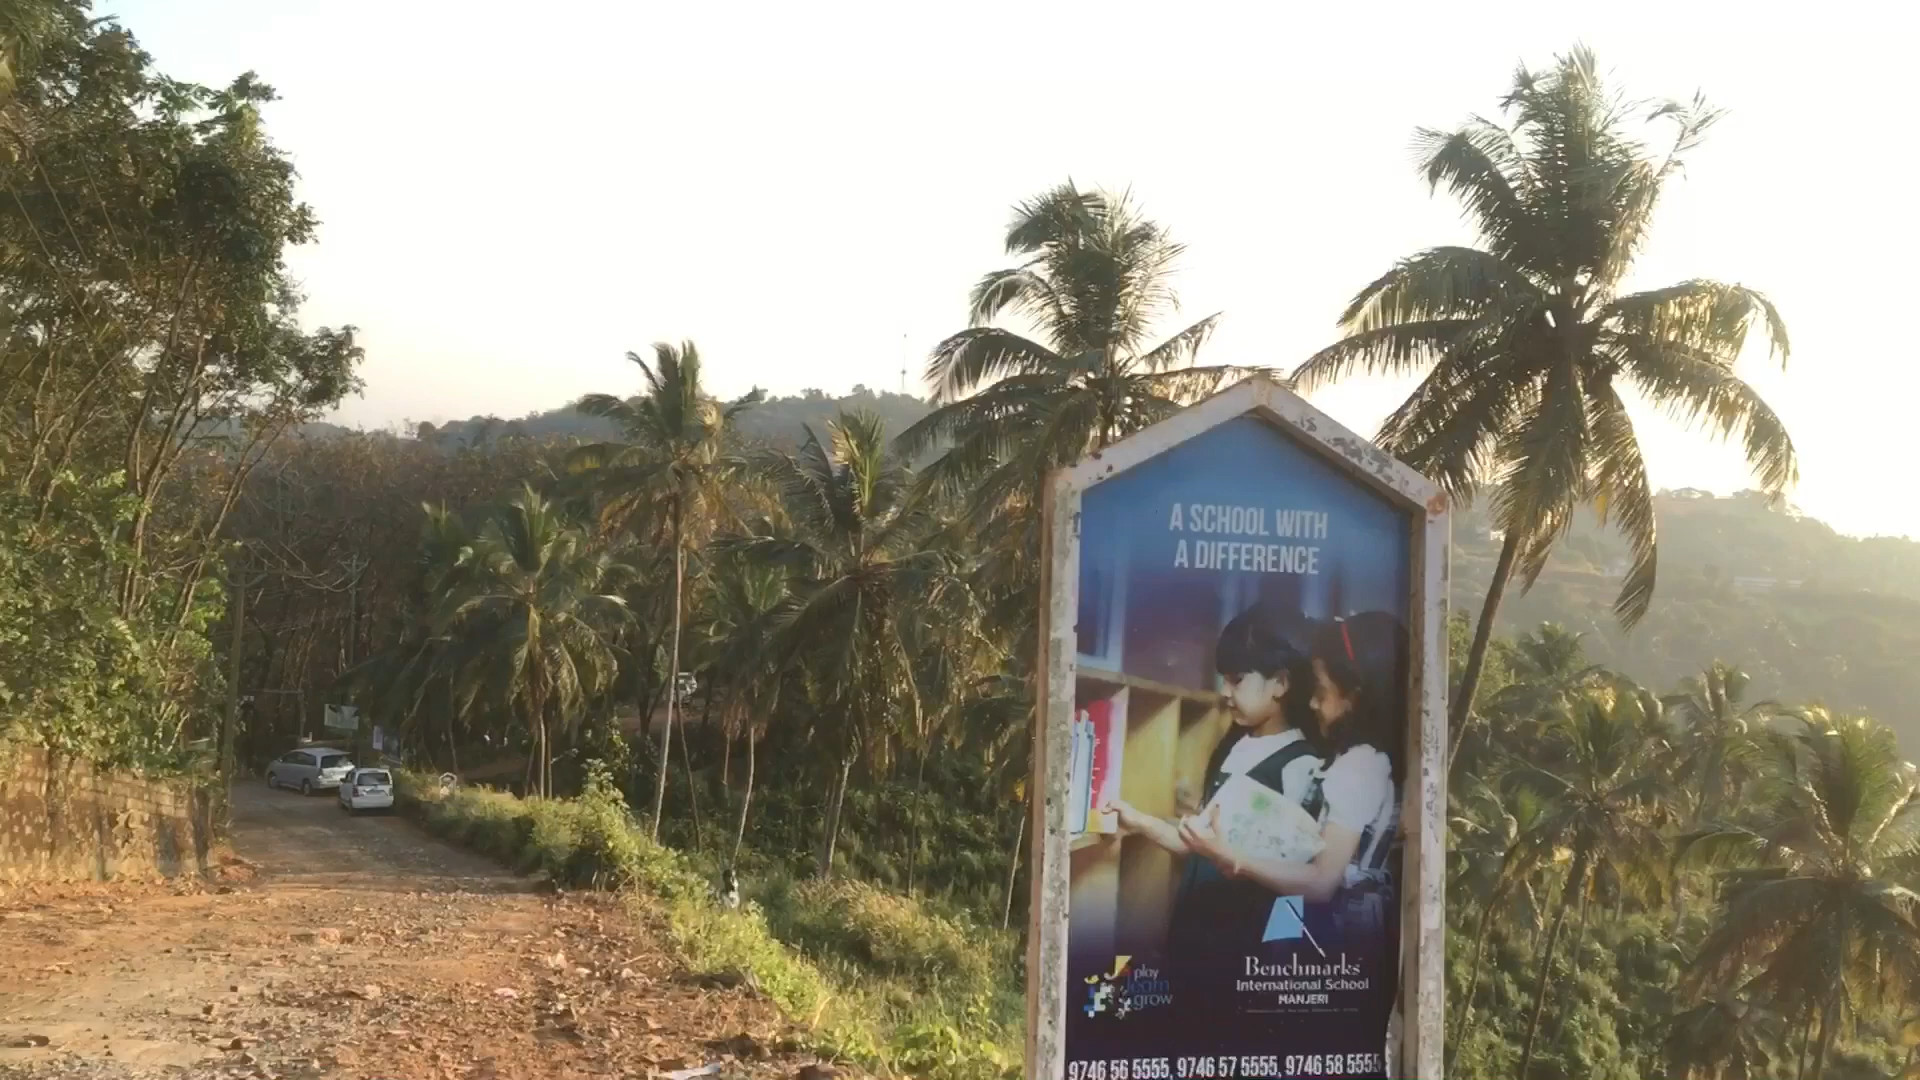 A SCHOOL WITH
A DIFFERENCE
play
learn
grow
Benchmarks
International School
MANJERI
9746 56 5555, 9746 57 5555, 9746 58 5555